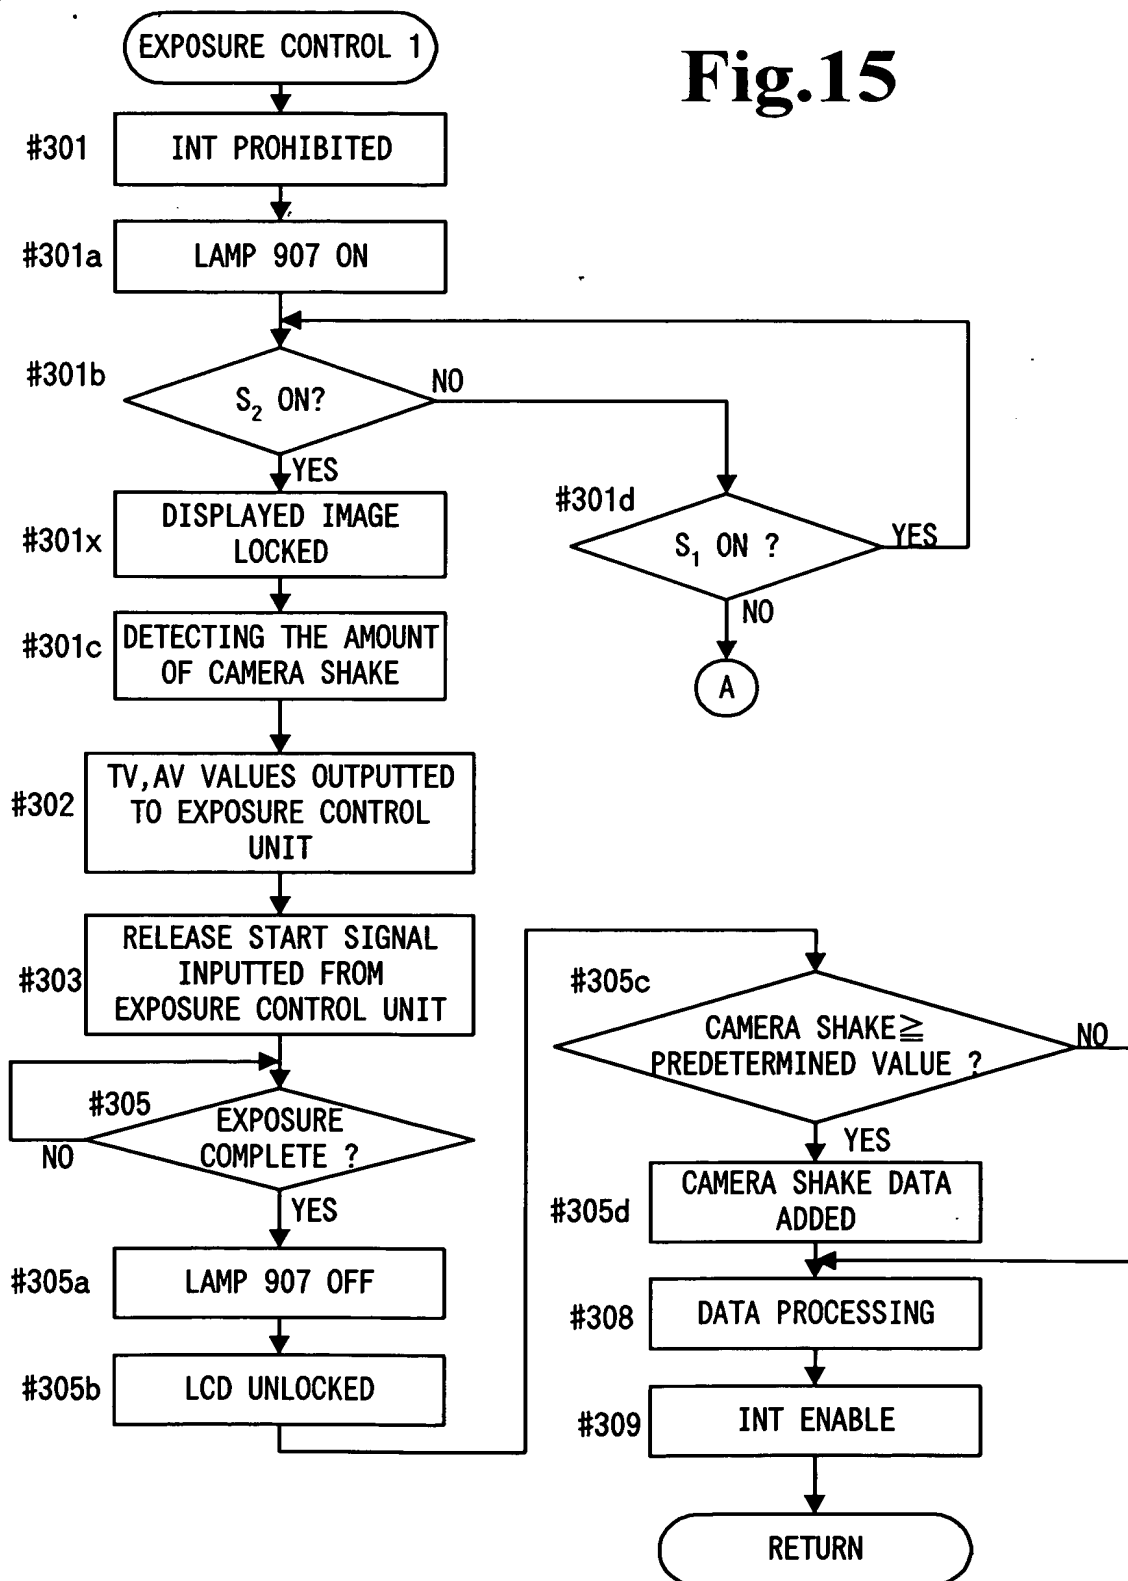 Fig.15
EXPOSURE CONTROL 1
#301
INT PROHIBITED
#301a
LAMP 907 ON
#301b
S₂ ON?
NO
YES
#301x
DISPLAYED IMAGE
LOCKED
#301d
S₁ ON ?
YES
NO
A
#301c
DETECTING THE AMOUNT
OF CAMERA SHAKE
#302
TV,AV VALUES OUTPUTTED
TO EXPOSURE CONTROL
UNIT
#303
RELEASE START SIGNAL
INPUTTED FROM
EXPOSURE CONTROL UNIT
#305
EXPOSURE
COMPLETE ?
NO
YES
#305a
LAMP 907 OFF
#305b
LCD UNLOCKED
#305c
CAMERA SHAKE≧
PREDETERMINED VALUE ?
NO
YES
#305d
CAMERA SHAKE DATA
ADDED
#308
DATA PROCESSING
#309
INT ENABLE
RETURN